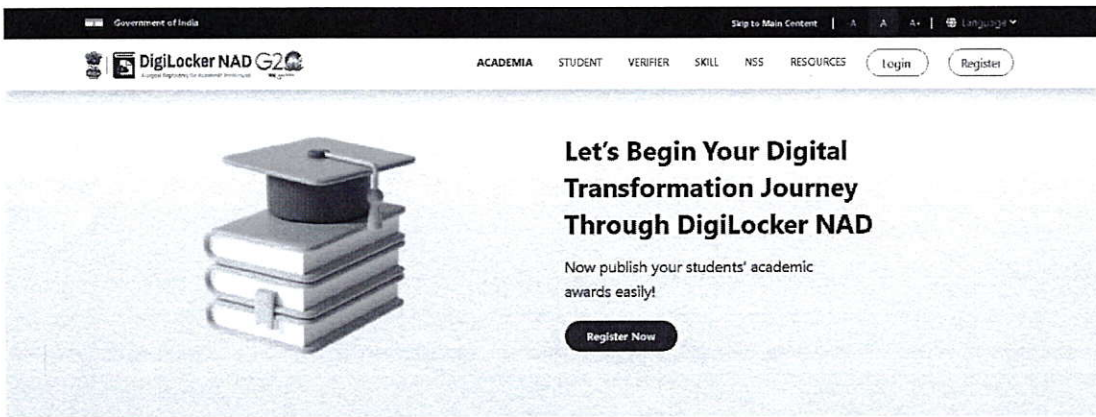 Government of India
Skip to Main Content | A A A+ | Language
DigiLocker NAD G20
ACADEMIA STUDENT VERIFIER SKILL NSS RESOURCES Login Register
Let's Begin Your Digital
Transformation Journey
Through DigiLocker NAD
Now publish your students' academic
awards easily!
Register Now